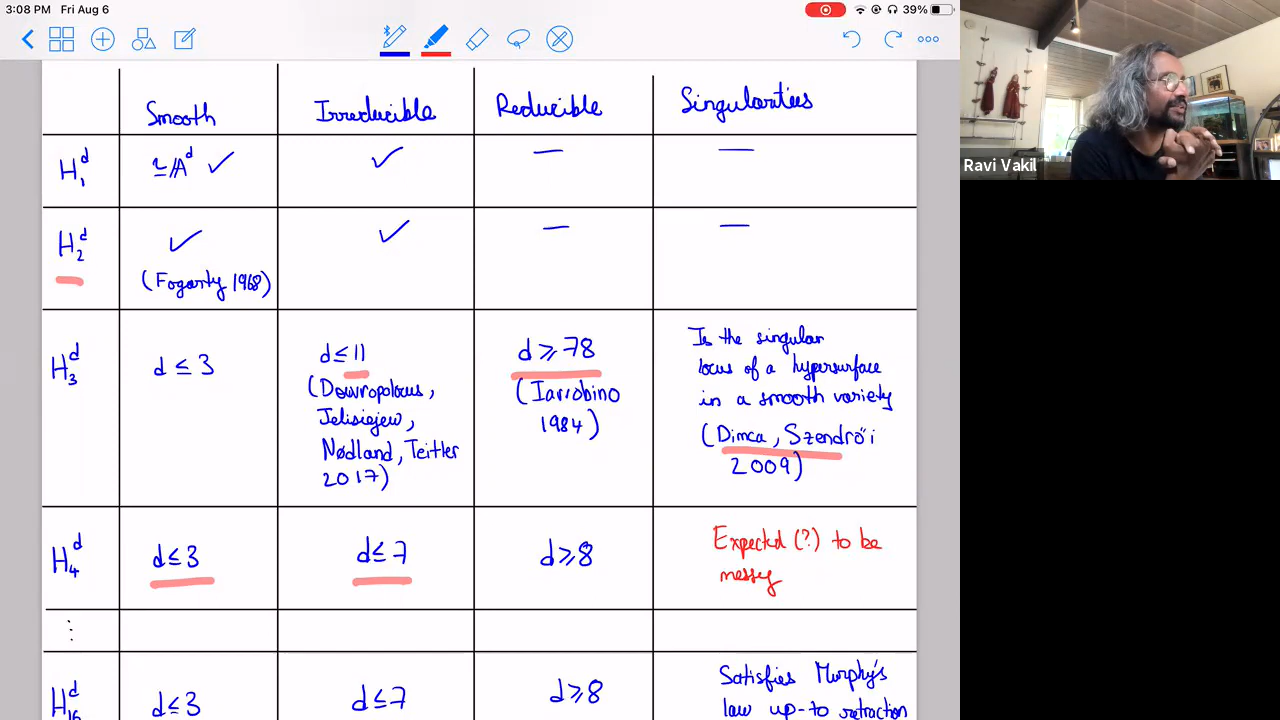 3:08 PM Fri Aug 6
39%
Ravi Vakil
Smooth Irreducible Reducible Singularities
H₁ᵈ ≅/Aᵈ ✓ ✓ — —
H₂ᵈ ✓ ✓ — —
(Fogarty 1968)
H₃ᵈ
d ≤ 3
d ≤ 11
(Douvropolous,
Jelisiejew,
Nødland, Teitler
2017)
d ⩾ 78
(Iarrobino
1984)
Is the singular
locus of a hypersurface
in a smooth variety
(Dimca, Szendrői
2009)
H₄ᵈ d ≤ 3 d ≤ 7 d ⩾ 8
Expected (?) to be
messy
⋮
H₁₆ᵈ d ≤ 3 d ≤ 7 d ⩾ 8
Satisfies Murphy's
law up-to retraction